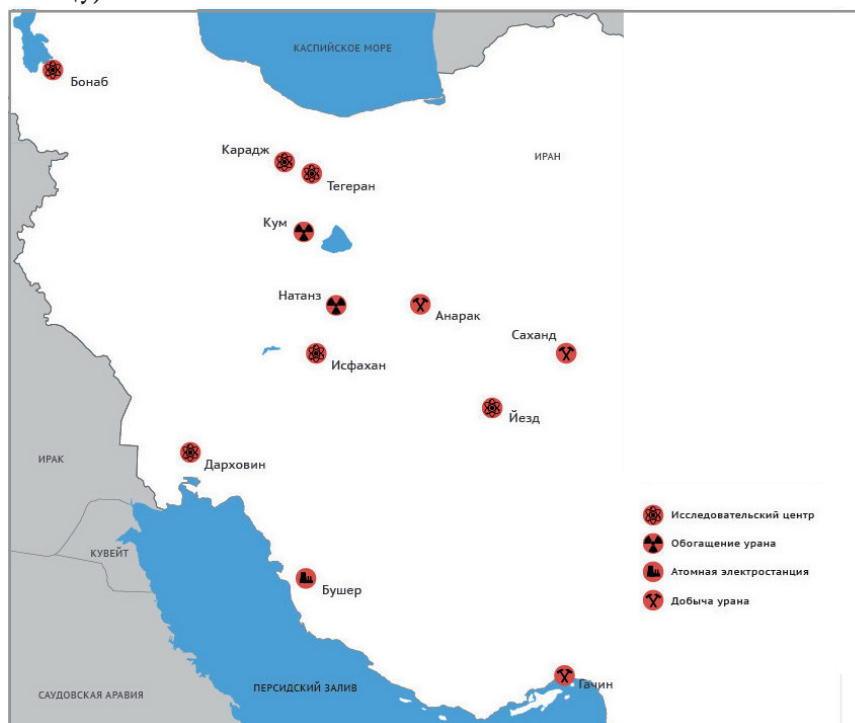 КАСПИЙСКОЕ МОРЕ
Бонаб
Карадж
ИРАН
Тегеран
Кум
Натанз
Анарак
Саханд
Исфахан
Йезд
ИРАК
Дарховин
Исследовательский центр
Обогащение урана
КУВЕЙТ
Атомная электростанция
Бушер
Добыча урана
Гачин
САУДОВСКАЯ АРАВИЯ
ПЕРСИДСКИЙ ЗАЛИВ